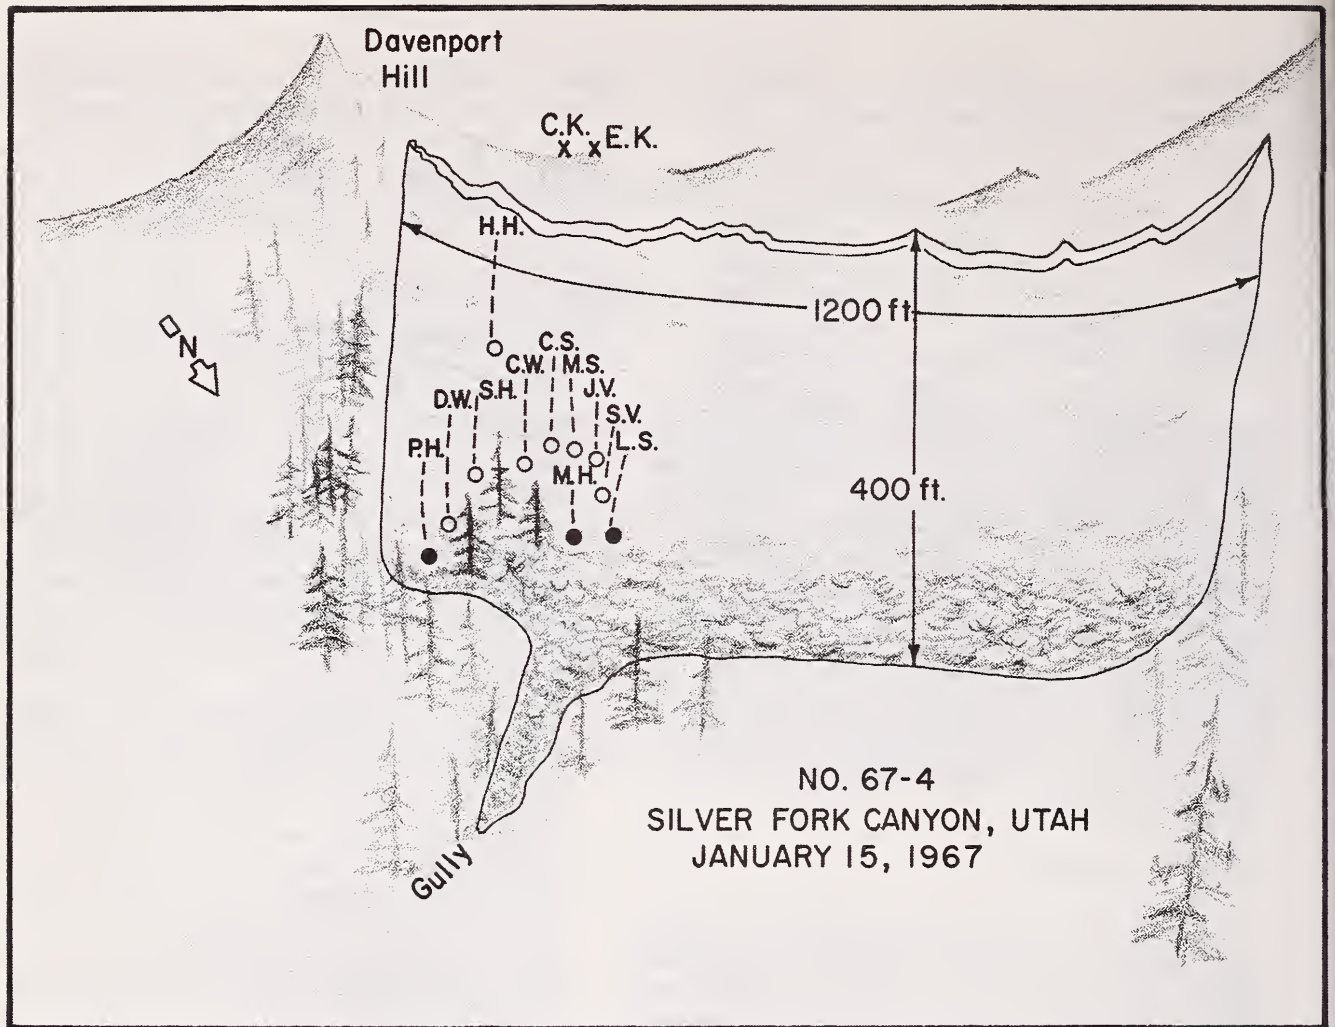 Davenport
Hill
C.K. E.K.
x x
H.H.
N
1200 ft.
C.S.
C.W. M.S.
S.H. J.V.
D.W. S.V.
P.H. L.S.
M.H.
400 ft.
NO. 67-4
SILVER FORK CANYON, UTAH
JANUARY 15, 1967
Gully